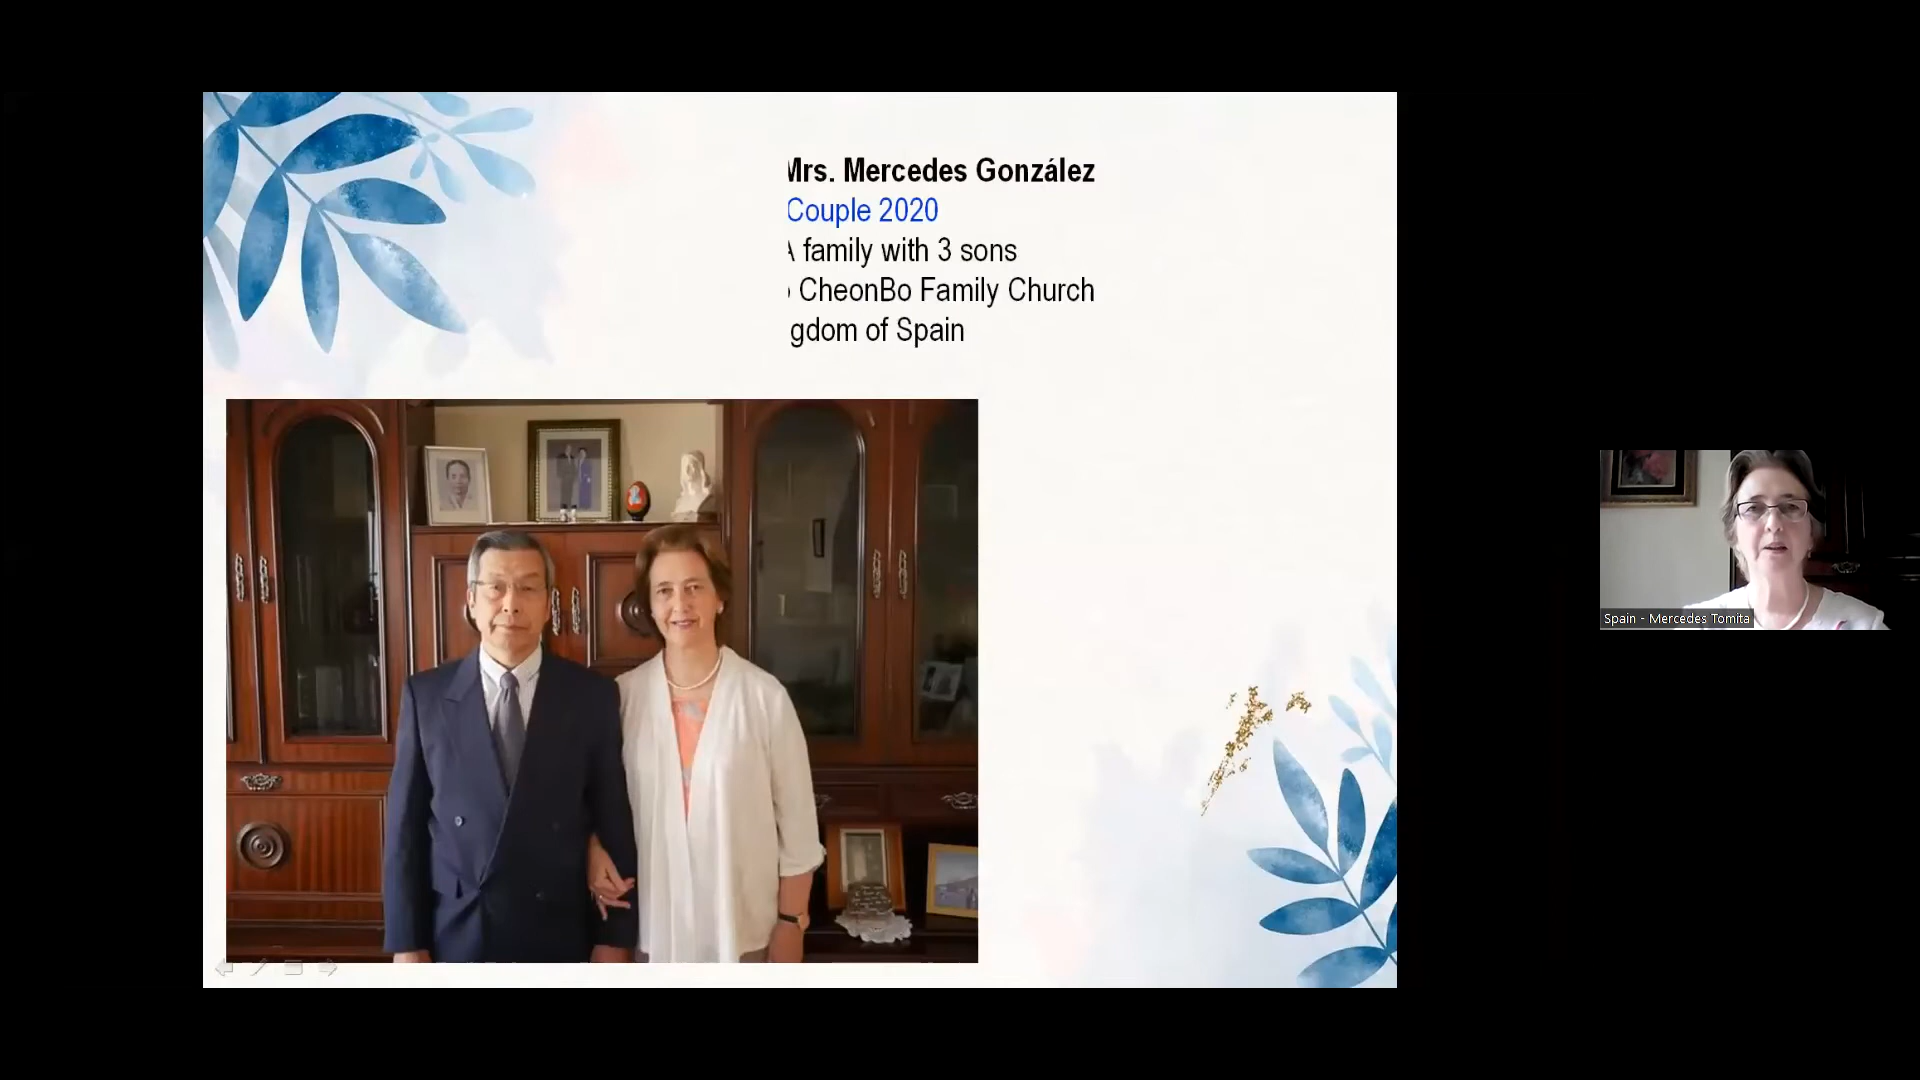 Mrs. Mercedes González
Couple 2020
A family with 3 sons
CheonBo Family Church
gdom of Spain
Spain - Mercedes Tomita